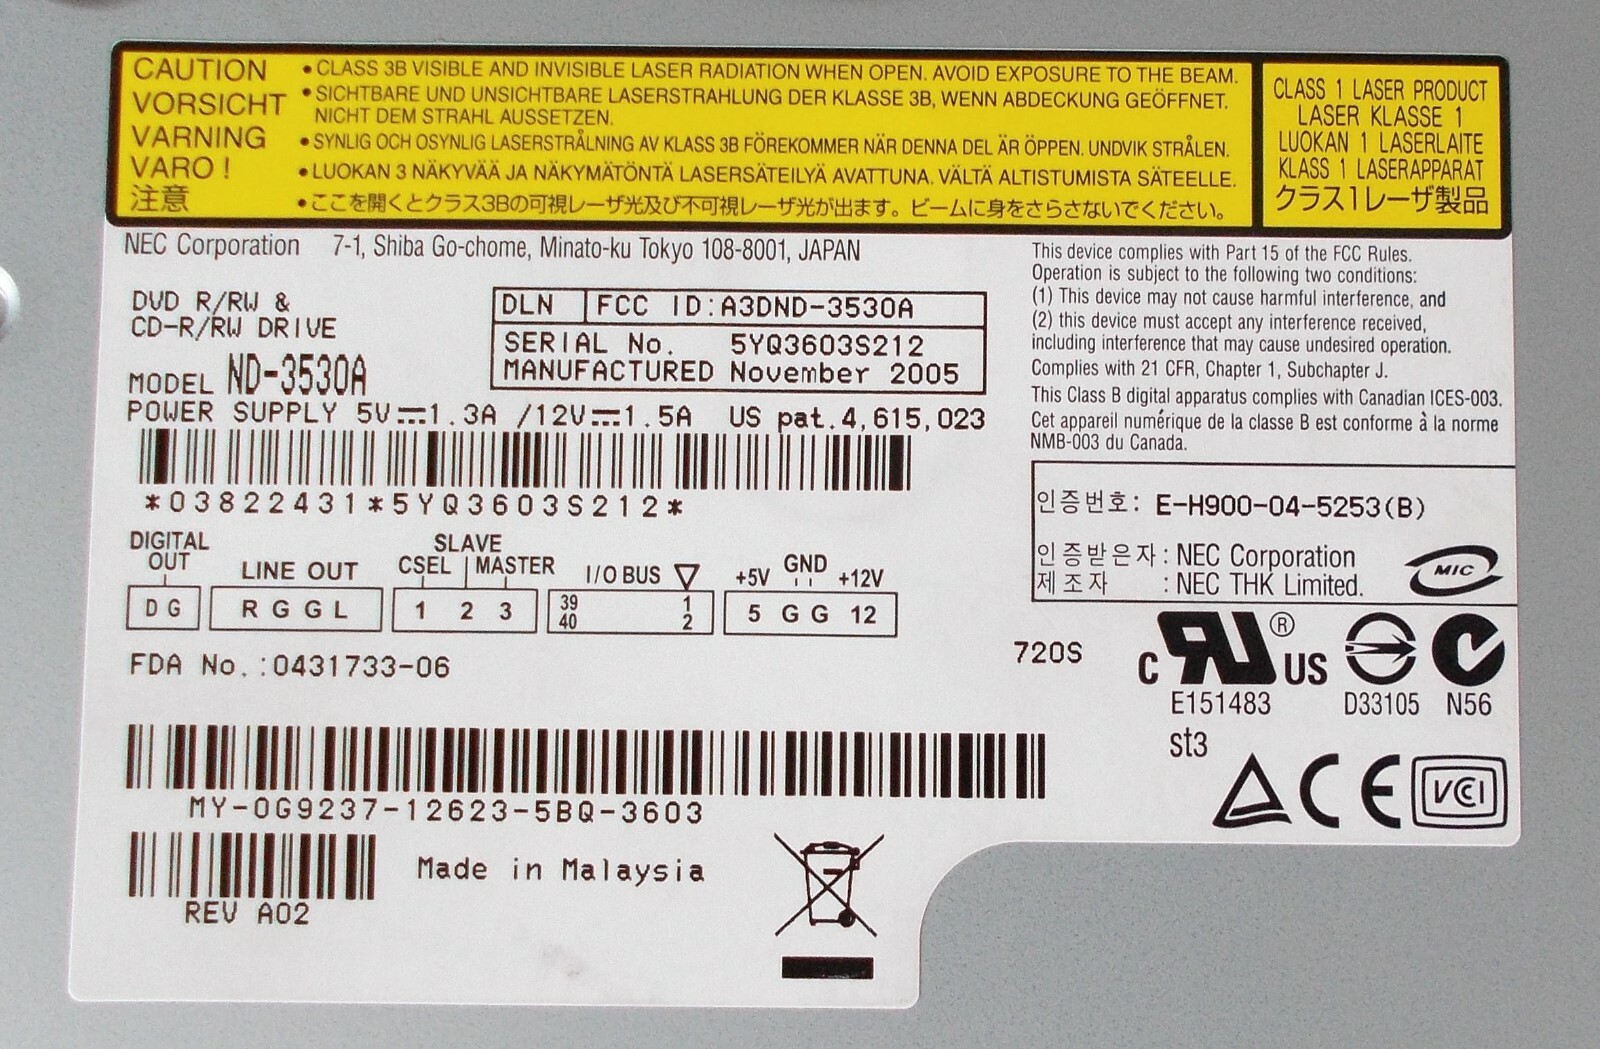 CAUTION
VORSICHT
VARNING
VARO !
注意
• CLASS 3B VISIBLE AND INVISIBLE LASER RADIATION WHEN OPEN. AVOID EXPOSURE TO THE BEAM.
• SICHTBARE UND UNSICHTBARE LASERSTRAHLUNG DER KLASSE 3B, WENN ABDECKUNG GEÖFFNET.
NICHT DEM STRAHL AUSSETZEN.
• SYNLIG OCH OSYNLIG LASERSTRÅLNING AV KLASS 3B FÖREKOMMER NÄR DENNA DEL ÄR ÖPPEN. UNDVIK STRÅLEN.
• LUOKAN 3 NÄKYVÄÄ JA NÄKYMÄTÖNTÄ LASERSÄTEILYÄ AVATTUNA. VÄLTÄ ALTISTUMISTA SÄTEELLE.
• ここを開くとクラス3Bの可視レーザ光及び不可視レーザ光が出ます。ビームに身をさらさないでください。
CLASS 1 LASER PRODUCT
LASER KLASSE 1
LUOKAN 1 LASERLAITE
KLASS 1 LASERAPPARAT
クラス1レーザ製品
NEC Corporation 7-1, Shiba Go-chome, Minato-ku Tokyo 108-8001, JAPAN
DVD R/RW &
CD-R/RW DRIVE
MODEL ND-3530A
DLN FCC ID:A3DND-3530A
SERIAL No. 5YQ3603S212
MANUFACTURED November 2005
POWER SUPPLY 5V⎓1.3A /12V⎓1.5A US pat.4,615,023
*03822431*5YQ3603S212*
DIGITAL
OUT
LINE OUT
SLAVE
CSEL MASTER
I/O BUS
+5V GND +12V
D G
R G G L
1 2 3
39 1
40 2
5 G G 12
FDA No.:0431733-06
MY-0G9237-12623-5BQ-3603
REV A02
Made in Malaysia
This device complies with Part 15 of the FCC Rules.
Operation is subject to the following two conditions:
(1) This device may not cause harmful interference, and
(2) this device must accept any interference received,
including interference that may cause undesired operation.
Complies with 21 CFR, Chapter 1, Subchapter J.
This Class B digital apparatus complies with Canadian ICES-003.
Cet appareil numérique de la classe B est conforme à la norme
NMB-003 du Canada.
인증번호: E-H900-04-5253(B)
인증받은자: NEC Corporation
제조자 : NEC THK Limited.
MIC
720S
C RU ® US
E151483
D33105
N56
st3
CE
VCI